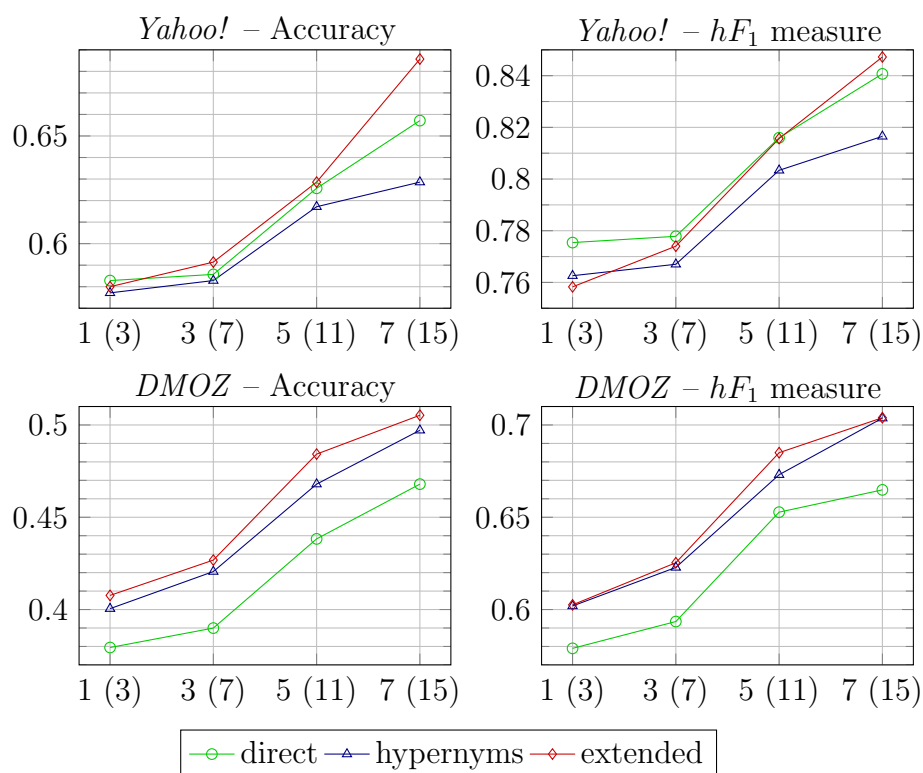 Yahoo! – Accuracy
0.65
0.6
1 (3) 3 (7) 5 (11) 7 (15)
Yahoo! – hF₁ measure
0.84
0.82
0.8
0.78
0.76
1 (3) 3 (7) 5 (11) 7 (15)
DMOZ – Accuracy
0.5
0.45
0.4
1 (3) 3 (7) 5 (11) 7 (15)
DMOZ – hF₁ measure
0.7
0.65
0.6
1 (3) 3 (7) 5 (11) 7 (15)
direct hypernyms extended